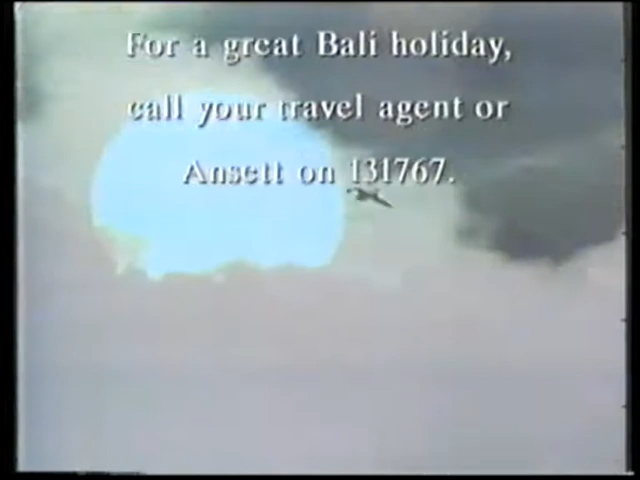 For a great Bali holiday,
call your travel agent or
Ansett on 131767.